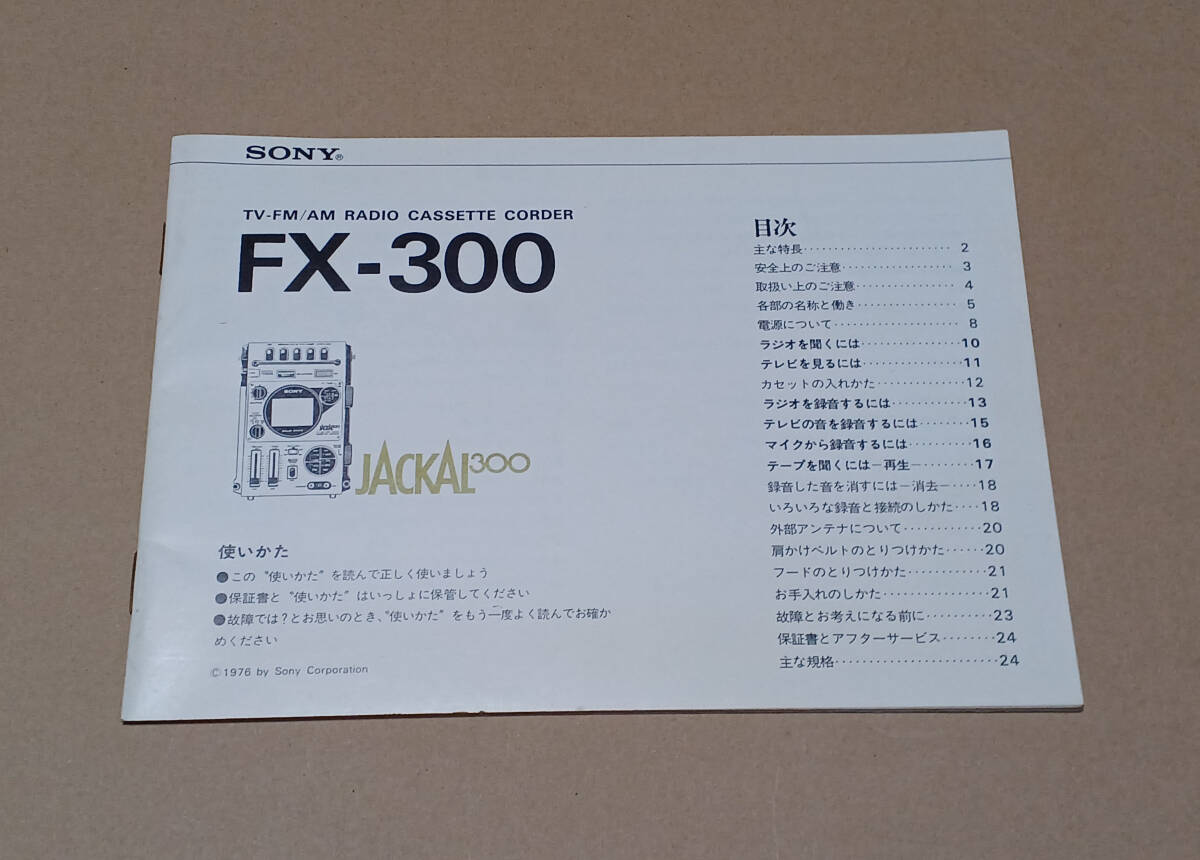 SONY®
TV-FM/AM RADIO CASSETTE CORDER
FX-300
SONY
JACKAL300
使いかた
●この“使いかた”を読んで正しく使いましょう
●保証書と“使いかた”はいっしょに保管してください
●故障では?とお思いのとき、“使いかた”をもう一度よく読んでお確か
めください
©1976 by Sony Corporation
目次
主な特長························2
安全上のご注意··················3
取扱い上のご注意················4
各部の名称と働き················5
電源について····················8
ラジオを聞くには················10
テレビを見るには················11
カセットの入れかた··············12
ラジオを録音するには············13
テレビの音を録音するには········15
マイクから録音するには··········16
テープを聞くには−再生−········17
録音した音を消すには−消去−····18
いろいろな録音と接続のしかた····18
外部アンテナについて············20
肩かけベルトのとりつけかた······20
フードのとりつけかた············21
お手入れのしかた················21
故障とお考えになる前に··········23
保証書とアフターサービス········24
主な規格························24